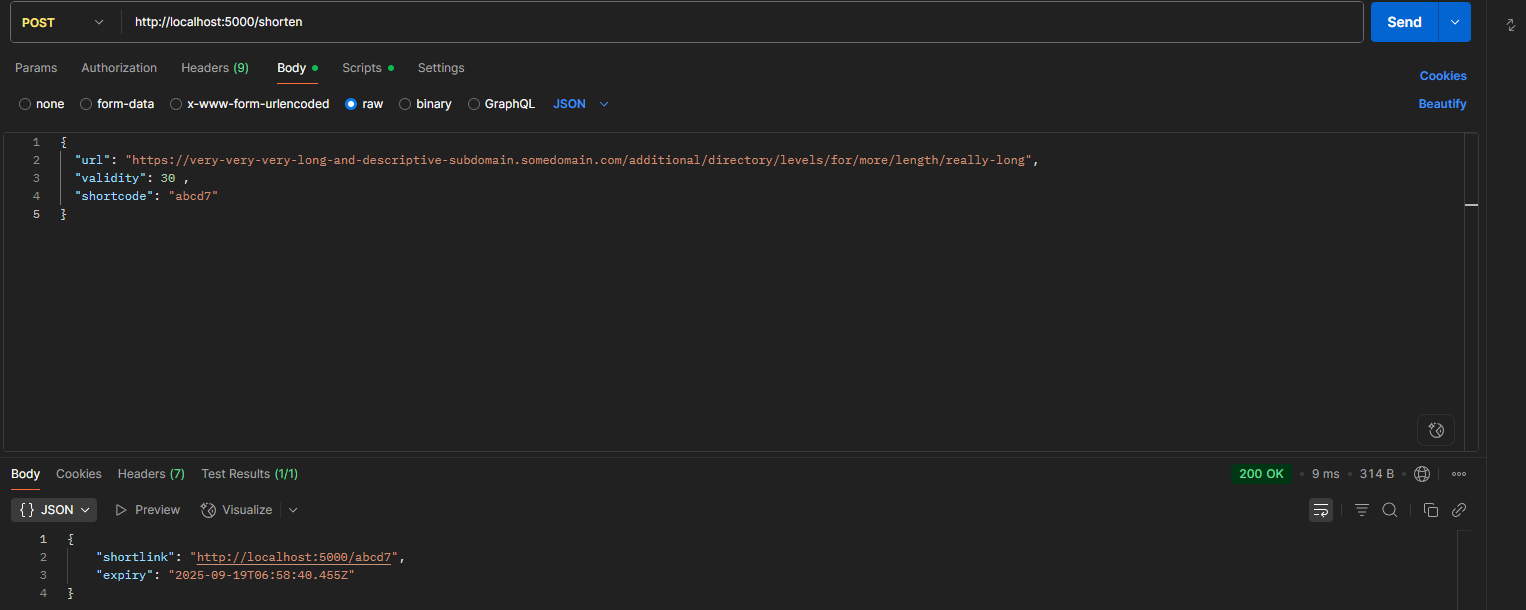 POST http://localhost:5000/shorten Send
Params Authorization Headers (9) Body Scripts Settings Cookies
none form-data x-www-form-urlencoded raw binary GraphQL JSON Beautify
1 {
2 "url": "https://very-very-very-long-and-descriptive-subdomain.somedomain.com/additional/directory/levels/for/more/length/really-long",
3 "validity": 30 ,
4 "shortcode": "abcd7"
5 }
Body Cookies Headers (7) Test Results (1/1) 200 OK • 9 ms • 314 B •
{ } JSON Preview Visualize
1 {
2 "shortlink": "http://localhost:5000/abcd7",
3 "expiry": "2025-09-19T06:58:40.455Z"
4 }